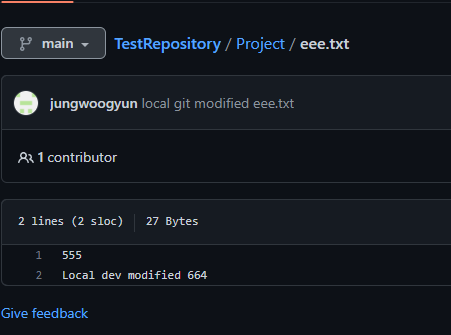 main
TestRepository / Project / eee.txt
jungwoogyun local git modified eee.txt
1 contributor
2 lines (2 sloc) 27 Bytes
1 555
2 Local dev modified 664
Give feedback